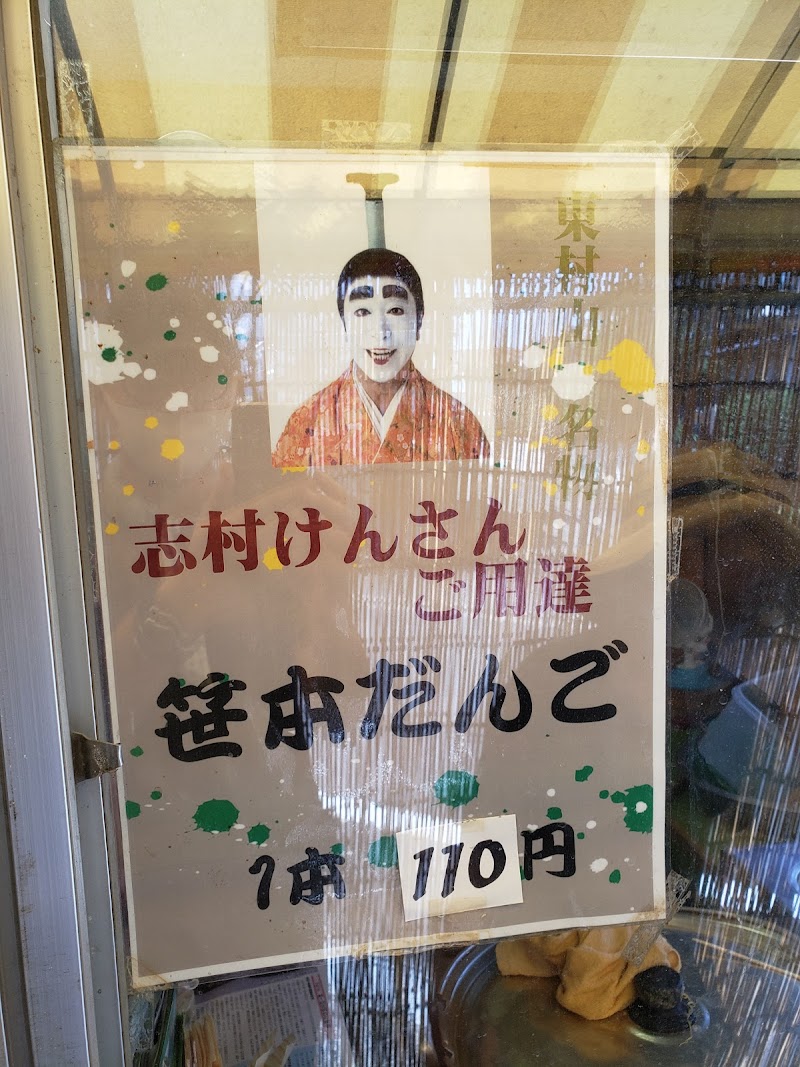 東村山 名物
志村けんさん
ご用達
笹本だんご
1本 110円